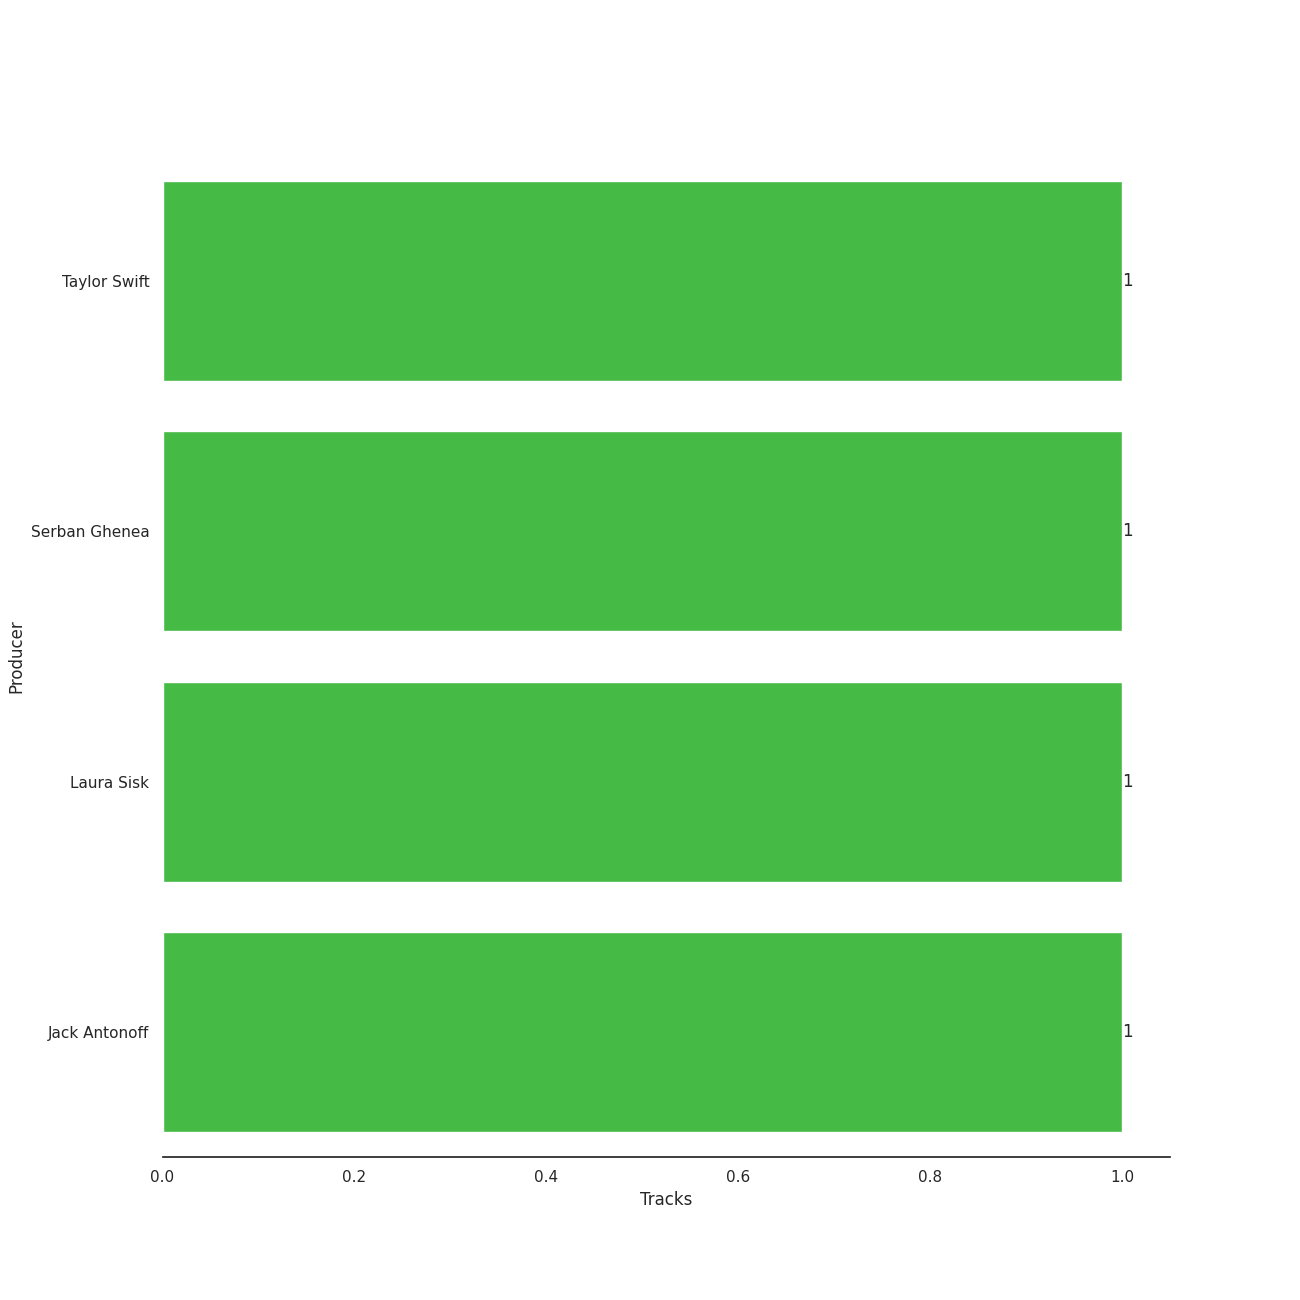 Taylor Swift
1
Serban Ghenea
1
Producer
Laura Sisk
1
Jack Antonoff
1
0.0 0.2 0.4 0.6 0.8 1.0
Tracks